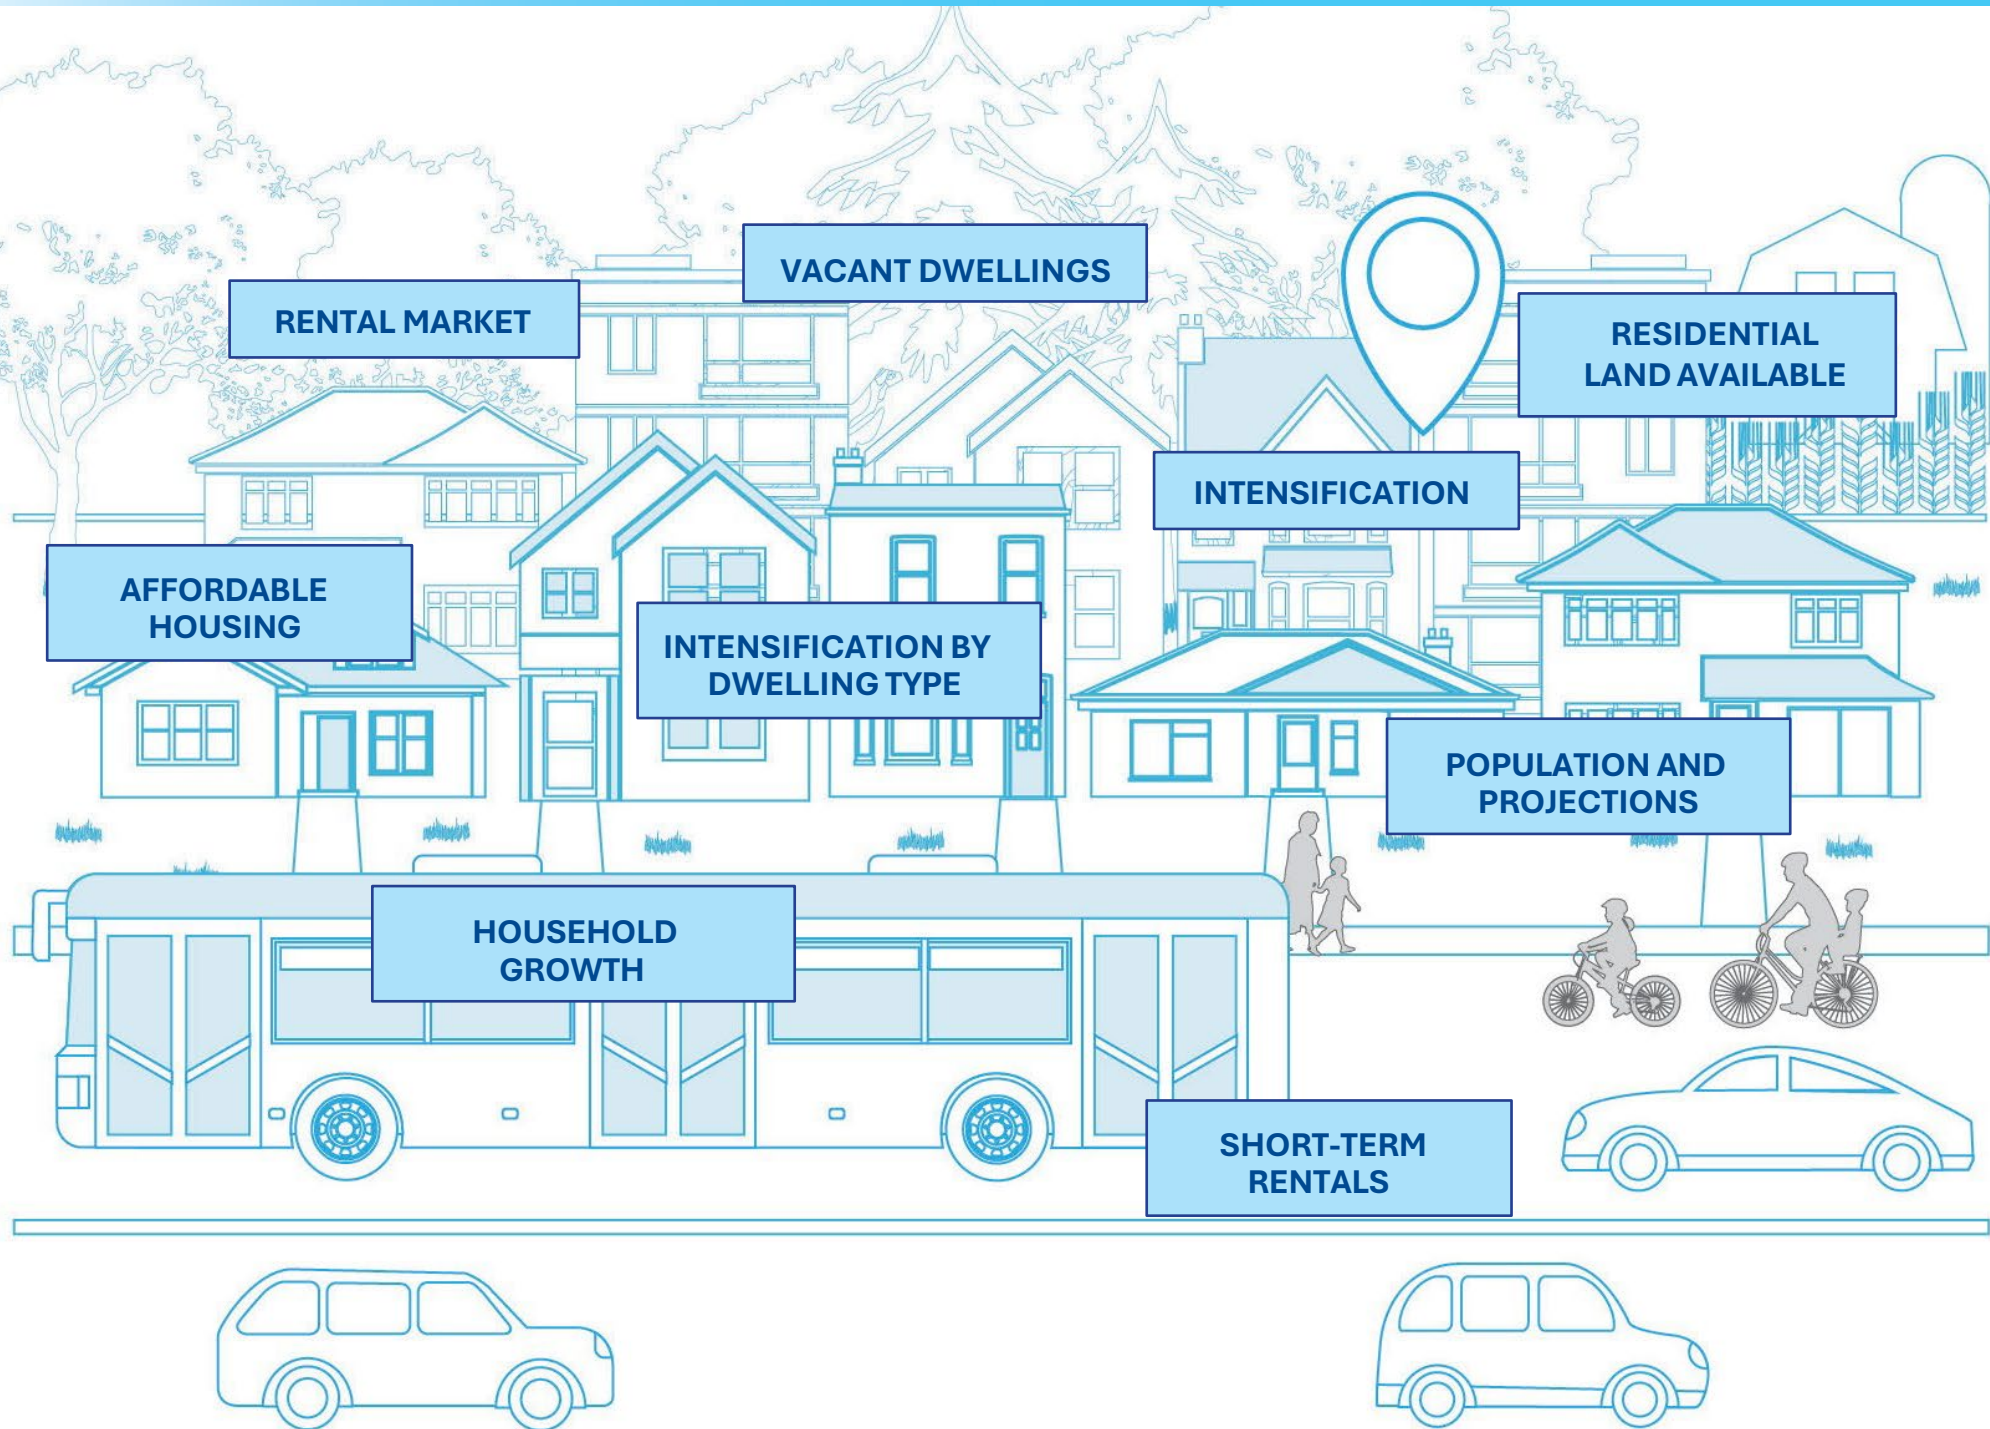 VACANT DWELLINGS
RENTAL MARKET
RESIDENTIAL
LAND AVAILABLE
INTENSIFICATION
AFFORDABLE
HOUSING
INTENSIFICATION BY
DWELLING TYPE
POPULATION AND
PROJECTIONS
HOUSEHOLD
GROWTH
SHORT-TERM
RENTALS